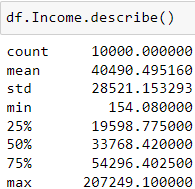 df.Income.describe()
count 10000.000000
mean 40490.495160
std 28521.153293
min 154.080000
25% 19598.775000
50% 33768.420000
75% 54296.402500
max 207249.100000